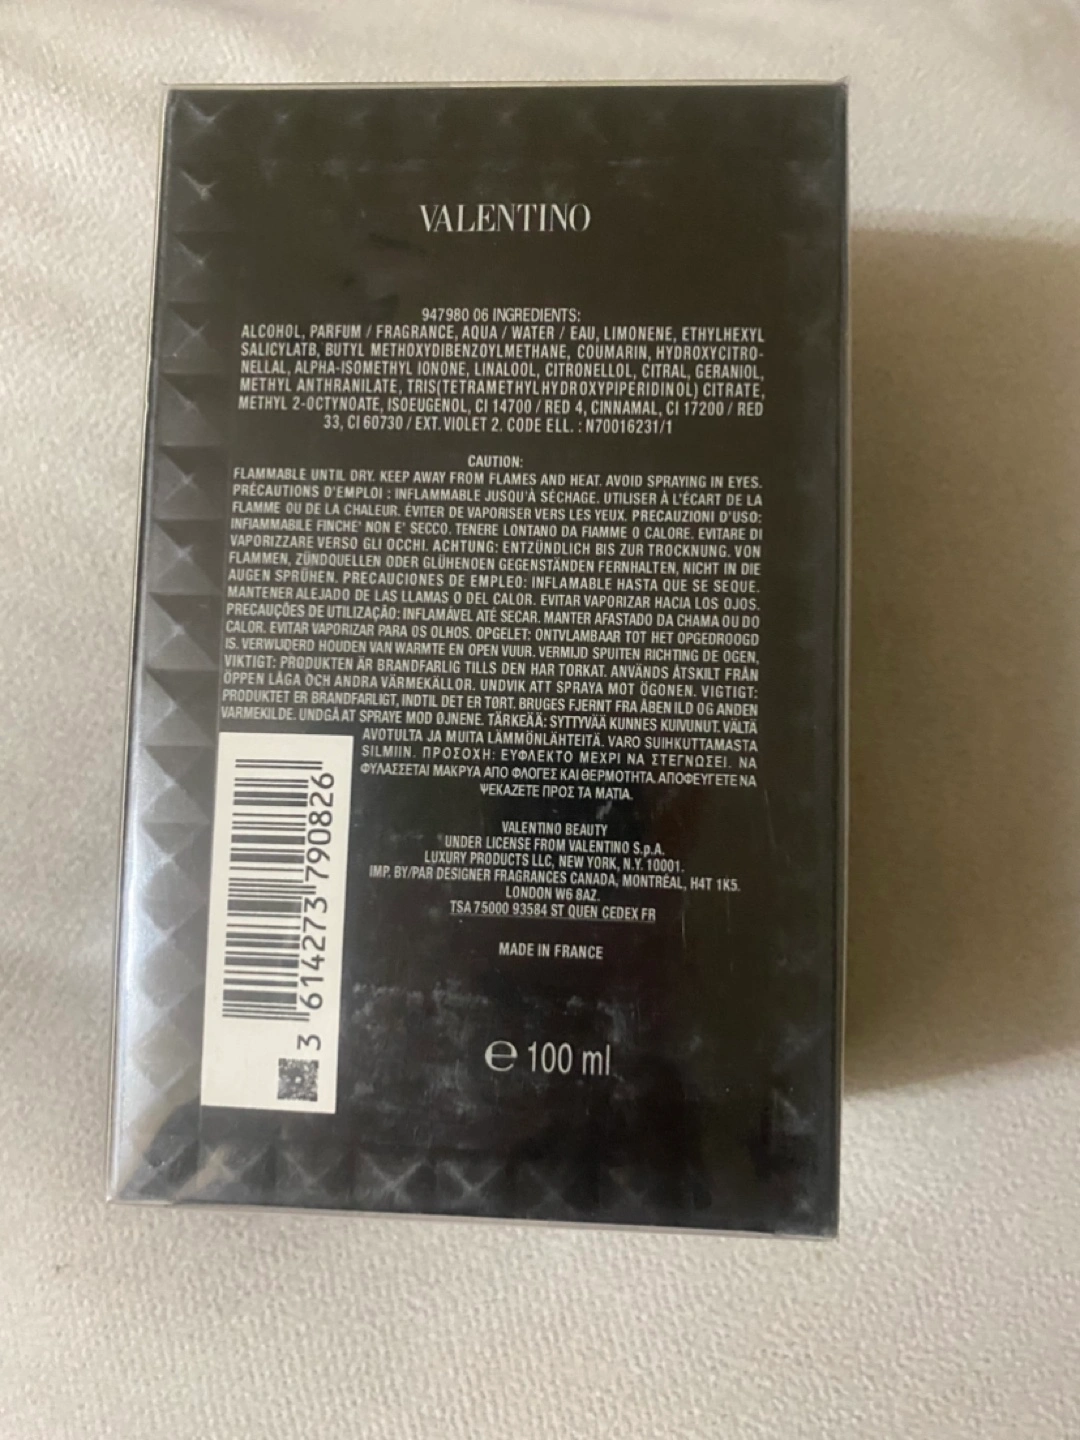 VALENTINO
947980 06 INGREDIENTS:
ALCOHOL, PARFUM / FRAGRANCE, AQUA / WATER / EAU, LIMONENE, ETHYLHEXYL
SALICYLATB, BUTYL METHOXYDIBENZOYLMETHANE, COUMARIN, HYDROXYCITRO-
NELLAL, ALPHA-ISOMETHYL IONONE, LINALOOL, CITRONELLOL, CITRAL, GERANIOL,
METHYL ANTHRANILATE, TRIS(TETRAMETHYLHYDROXYPIPERIDINOL) CITRATE,
METHYL 2-OCTYNOATE, ISOEUGENOL, CI 14700 / RED 4, CINNAMAL, CI 17200 / RED
33, CI 60730 / EXT. VIOLET 2. CODE ELL. : N70016231/1
CAUTION:
FLAMMABLE UNTIL DRY. KEEP AWAY FROM FLAMES AND HEAT. AVOID SPRAYING IN EYES.
PRÉCAUTIONS D'EMPLOI : INFLAMMABLE JUSQU'À SÉCHAGE. UTILISER À L'ÉCART DE LA
FLAMME OU DE LA CHALEUR. ÉVITER DE VAPORISER VERS LES YEUX. PRECAUZIONI D'USO:
INFIAMMABILE FINCHE' NON E' SECCO. TENERE LONTANO DA FIAMME O CALORE. EVITARE DI
VAPORIZZARE VERSO GLI OCCHI. ACHTUNG: ENTZÜNDLICH BIS ZUR TROCKNUNG. VON
FLAMMEN, ZÜNDQUELLEN ODER GLÜHENOEN GEGENSTÄNDEN FERNHALTEN, NICHT IN DIE
AUGEN SPRÜHEN. PRECAUCIONES DE EMPLEO: INFLAMABLE HASTA QUE SE SEQUE.
MANTENER ALEJADO DE LAS LLAMAS O DEL CALOR. EVITAR VAPORIZAR HACIA LOS OJOS.
PRECAUÇÕES DE UTILIZAÇÃO: INFLAMÁVEL ATÉ SECAR. MANTER AFASTADO DA CHAMA OU DO
CALOR. EVITAR VAPORIZAR PARA OS OLHOS. OPGELET: ONTVLAMBAAR TOT HET OPGEDROOGD
IS. VERWIJDERD HOUDEN VAN WARMTE EN OPEN VUUR. VERMIJD SPUITEN RICHTING DE OGEN,
VIKTIGT: PRODUKTEN ÄR BRANDFARLIG TILLS DEN HAR TORKAT. ANVÄNDS ÅTSKILT FRÅN
ÖPPEN LÅGA OCH ANDRA VÄRMEKÄLLOR. UNDVIK ATT SPRAYA MOT ÖGONEN. VIGTIGT:
PRODUKTET ER BRANDFARLIGT, INDTIL DET ER TØRT. BRUGES FJERNT FRA ÅBEN ILD OG ANDEN
VARMEKILDE. UNDGÅ AT SPRAYE MOD ØJNENE. TÄRKEÄÄ: SYTTYVÄÄ KUNNES KUIVUNUT. VÄLTÄ
AVOTULTA JA MUITA LÄMMÖNLÄHTEITÄ. VARO SUIHKUTTAMASTA
SILMIIN. ΠΡΟΣΟΧΗ: ΕΥΦΛΕΚΤΟ ΜΕΧΡΙ ΝΑ ΣΤΕΓΝΩΣΕΙ. ΝΑ
ΦΥΛΑΣΣΕΤΑΙ ΜΑΚΡΥΑ ΑΠΟ ΦΛΟΓΕΣ ΚΑΙ ΘΕΡΜΟΤΗΤΑ. ΑΠΟΦΕΥΓΕΤΕ ΝΑ
ΨΕΚΑΖΕΤΕ ΠΡΟΣ ΤΑ ΜΑΤΙΑ.
VALENTINO BEAUTY
UNDER LICENSE FROM VALENTINO S.p.A.
LUXURY PRODUCTS LLC, NEW YORK, N.Y. 10001.
IMP. BY/PAR DESIGNER FRAGRANCES CANADA, MONTRÉAL, H4T 1K5.
LONDON W6 8AZ.
TSA 75000 93584 ST QUEN CEDEX FR
MADE IN FRANCE
℮ 100 ml
3 614273 790826